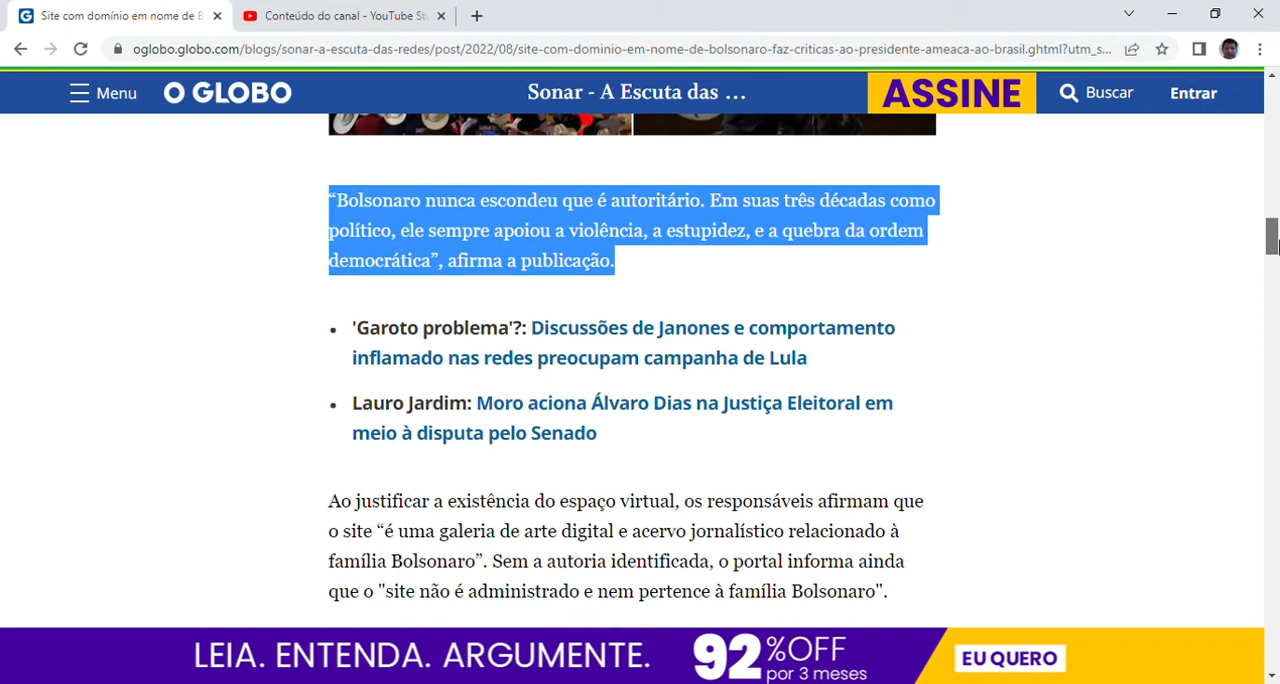 Site com domínio em nome de B
Conteúdo do canal - YouTube St
oglobo.globo.com/blogs/sonar-a-escuta-das-redes/post/2022/08/site-com-dominio-em-nome-de-bolsonaro-faz-criticas-ao-presidente-ameaca-ao-brasil.ghtml?utm_s...
Menu
O GLOBO
Sonar - A Escuta das …
ASSINE
Buscar
Entrar
“Bolsonaro nunca escondeu que é autoritário. Em suas três décadas como
político, ele sempre apoiou a violência, a estupidez, e a quebra da ordem
democrática”, afirma a publicação.
• 'Garoto problema'?: Discussões de Janones e comportamento
inflamado nas redes preocupam campanha de Lula
• Lauro Jardim: Moro aciona Álvaro Dias na Justiça Eleitoral em
meio à disputa pelo Senado
Ao justificar a existência do espaço virtual, os responsáveis afirmam que
o site “é uma galeria de arte digital e acervo jornalístico relacionado à
família Bolsonaro”. Sem a autoria identificada, o portal informa ainda
que o "site não é administrado e nem pertence à família Bolsonaro".
LEIA. ENTENDA. ARGUMENTE.
92%OFF
por 3 meses
EU QUERO